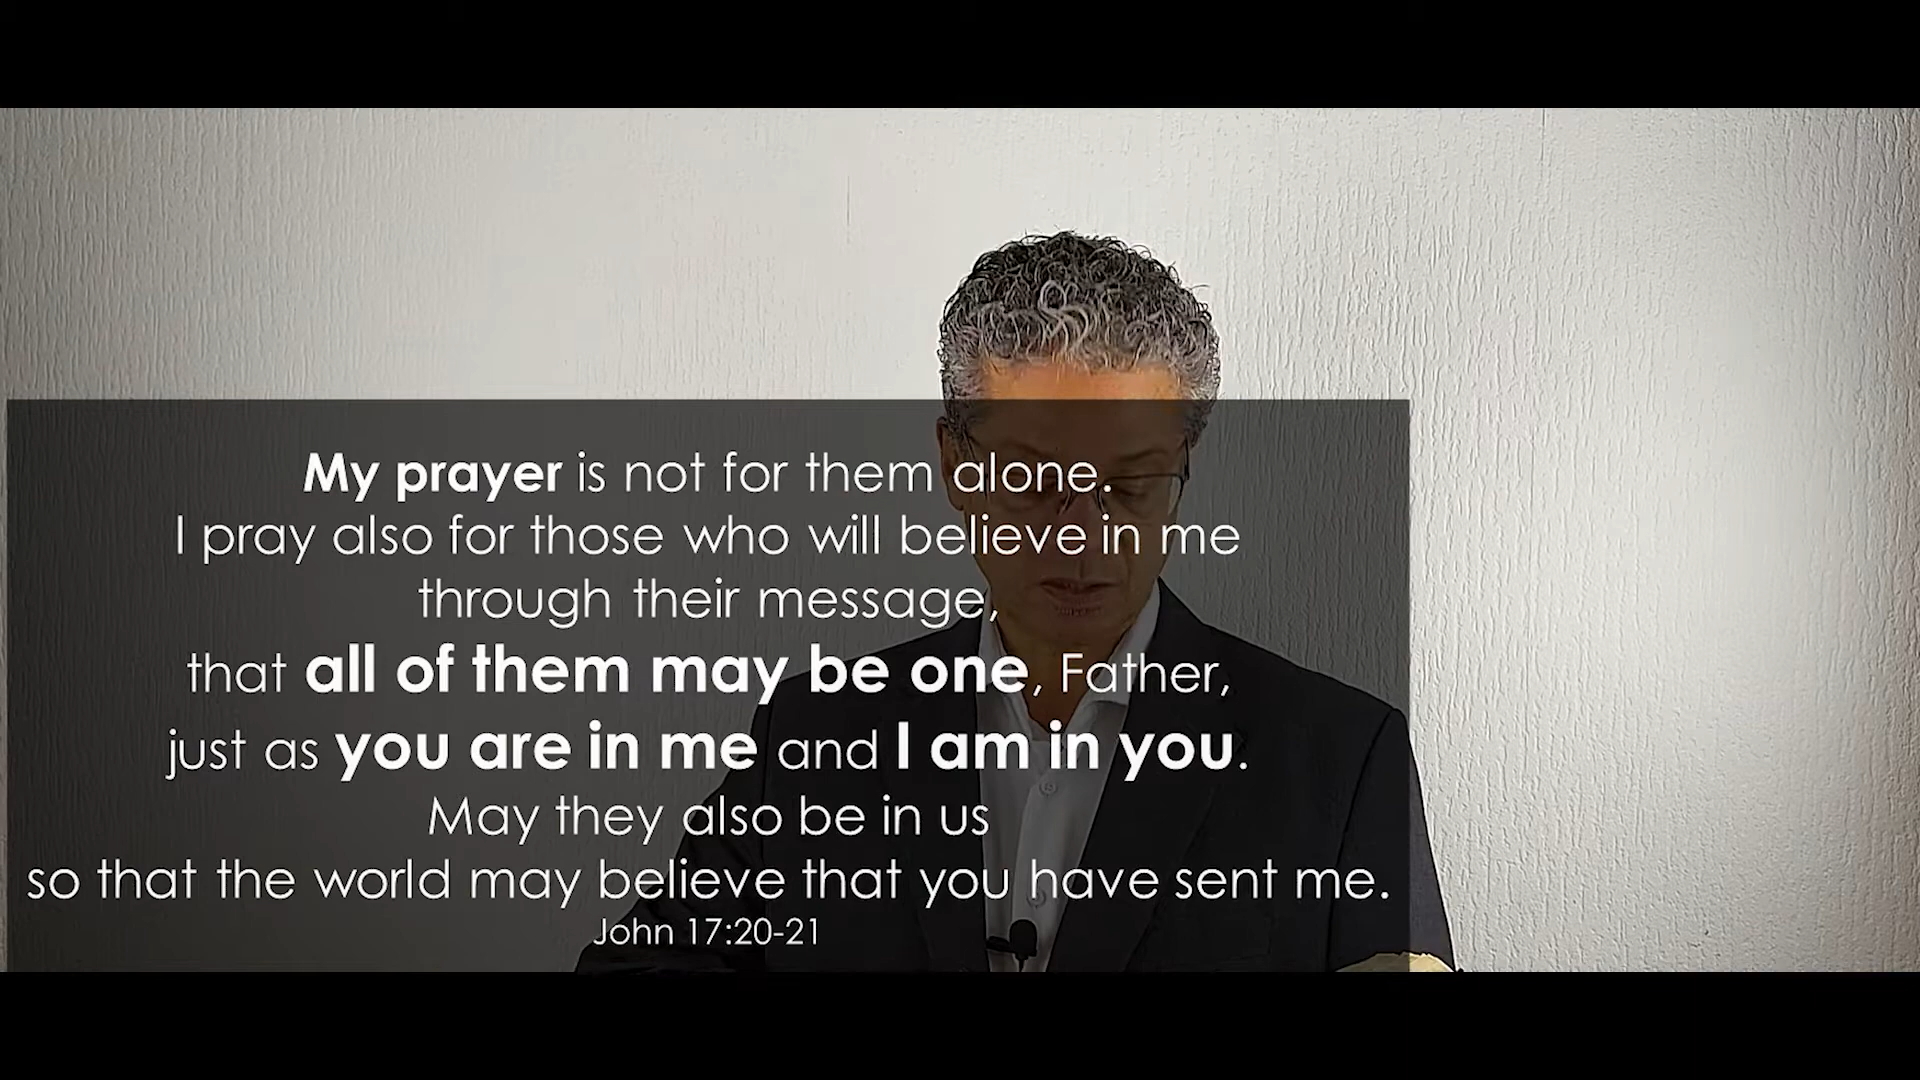 My prayer is not for them alone.
I pray also for those who will believe in me
through their message,
that all of them may be one, Father,
just as you are in me and I am in you.
May they also be in us
so that the world may believe that you have sent me.
John 17:20-21